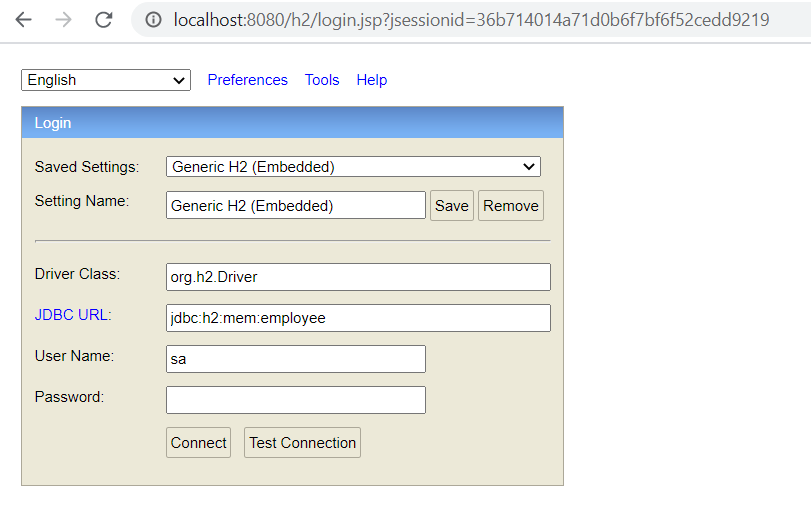 localhost:8080/h2/login.jsp?jsessionid=36b714014a71d0b6f7bf6f52cedd9219
English Preferences Tools Help
Login
Saved Settings: Generic H2 (Embedded)
Setting Name: Generic H2 (Embedded) Save Remove
Driver Class: org.h2.Driver
JDBC URL: jdbc:h2:mem:employee
User Name: sa
Password:
Connect Test Connection